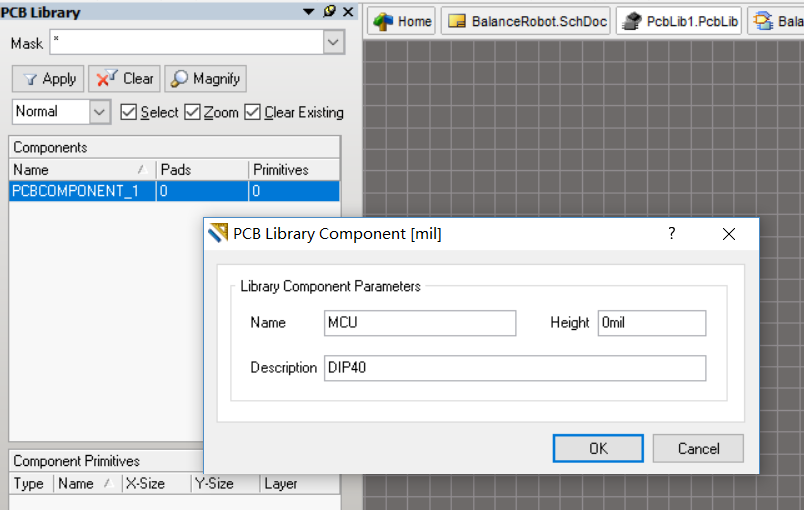 PCB Library
Home
BalanceRobot.SchDoc
PcbLib1.PcbLib
Bala
Mask *
Apply
Clear
Magnify
Normal
Select
Zoom
Clear Existing
Components
Name Pads Primitives
PCBCOMPONENT_1 0 0
PCB Library Component [mil] ?
Library Component Parameters
Name MCU Height 0mil
Description DIP40
OK Cancel
Component Primitives
Type Name X-Size Y-Size Layer